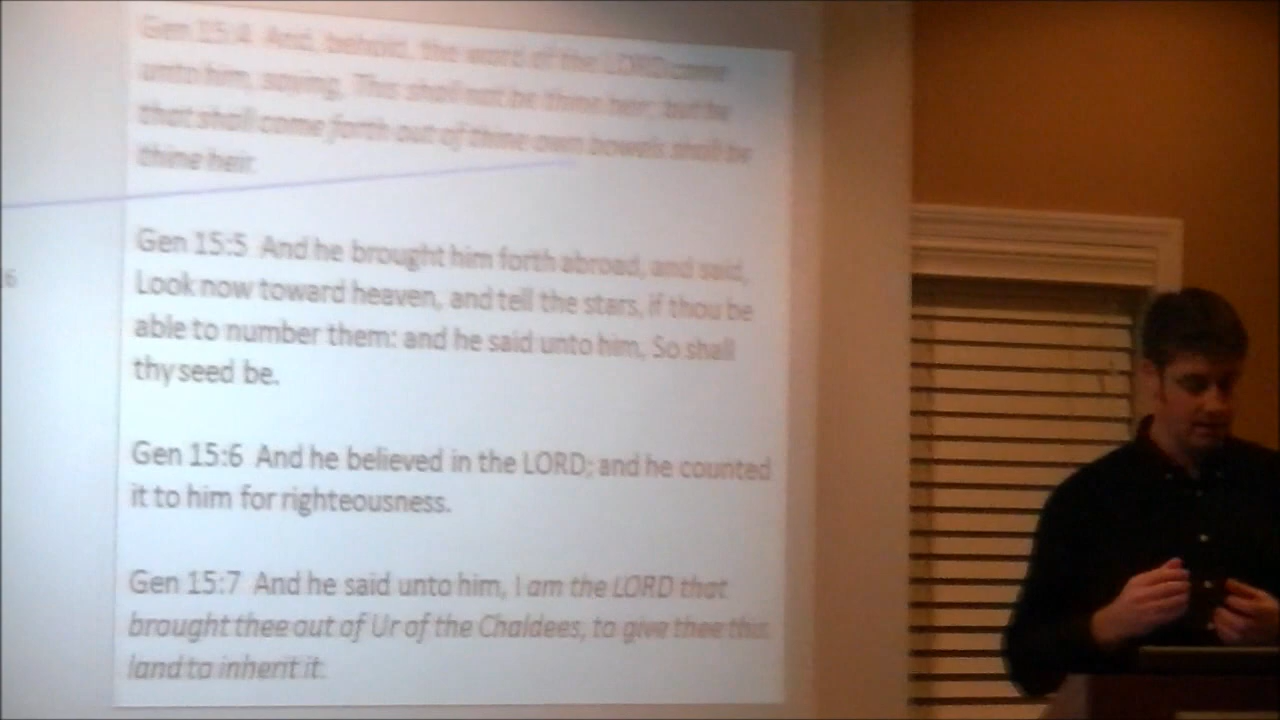 Gen 15:4 And, behold, the word of the LORD came
unto him, saying, This shall not be thine heir; but he
that shall come forth out of thine own bowels shall be
thine heir.
Gen 15:5 And he brought him forth abroad, and said,
Look now toward heaven, and tell the stars, if thou be
able to number them: and he said unto him, So shall
thy seed be.
Gen 15:6 And he believed in the LORD; and he counted
it to him for righteousness.
Gen 15:7 And he said unto him, I am the LORD that
brought thee out of Ur of the Chaldees, to give thee this
land to inherit it.